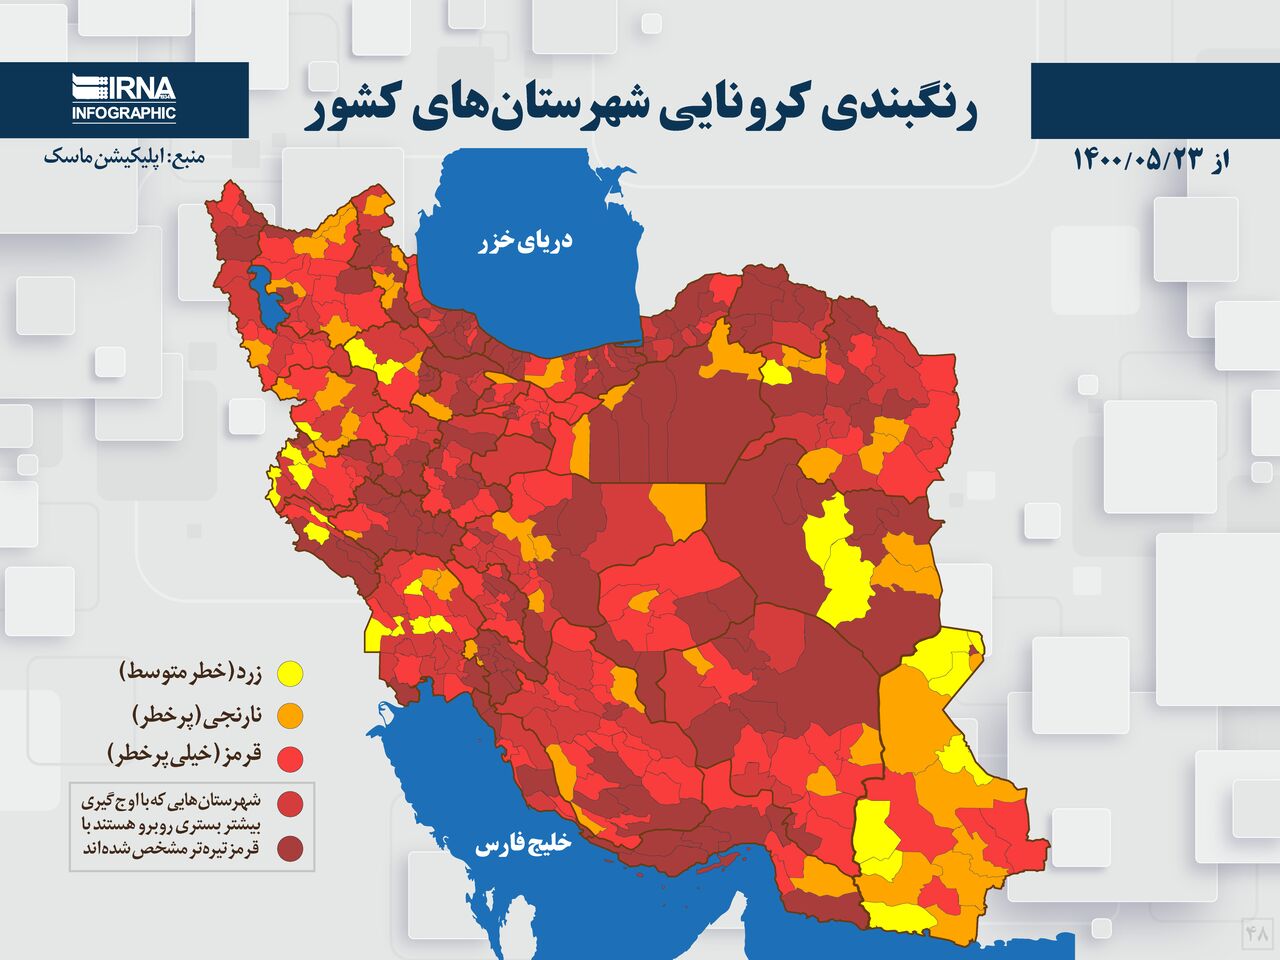 IRNA
INFOGRAPHIC
رنگبندی کرونایی شهرستان‌های کشور
منبع: اپلیکیشن ماسک
از ۱۴۰۰/۰۵/۲۳
دریای خزر
زرد (خطر متوسط)
نارنجی (پرخطر)
قرمز (خیلی پرخطر)
شهرستان‌هایی که با اوج‌گیری
بیشتر بستری روبرو هستند با
قرمز تیره‌تر مشخص شده‌اند
خلیج فارس
۴۸